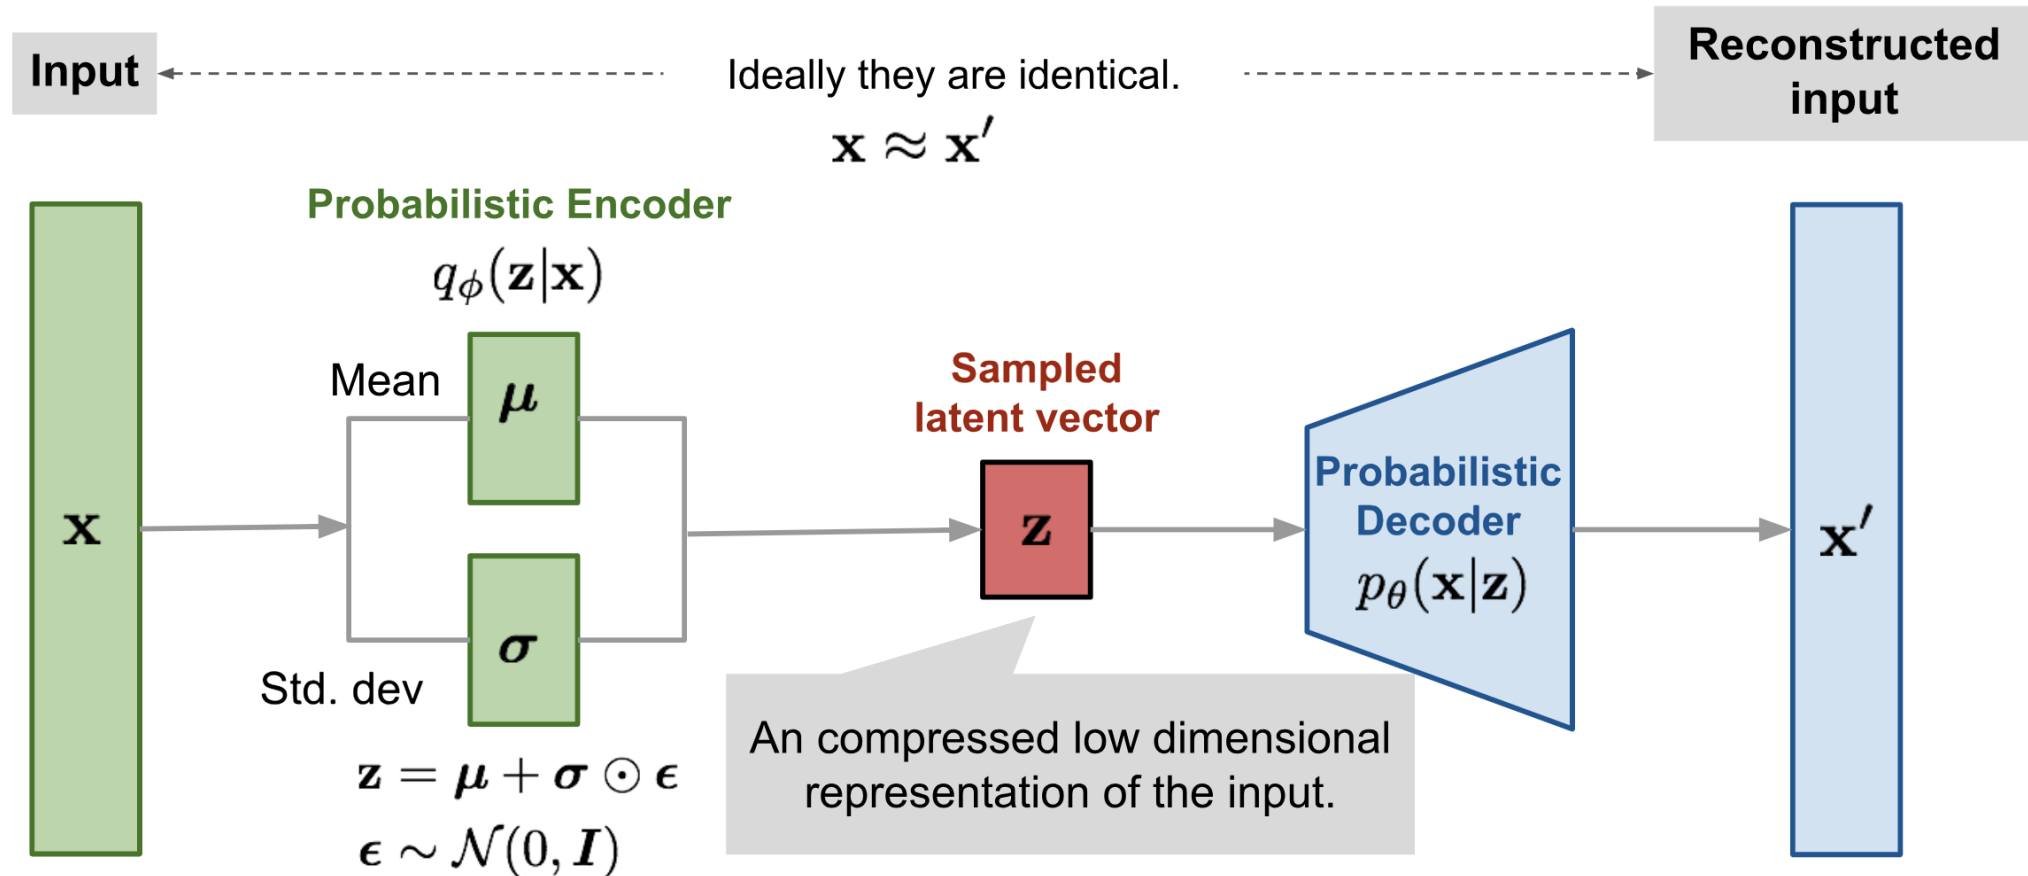 Input
Ideally they are identical.
x ≈ x′
Reconstructed
input
Probabilistic Encoder
qϕ(z|x)
Mean
μ
x
σ
Std. dev
z = μ + σ ⊙ ϵ
ϵ ∼ 𝒩(0, I)
Sampled
latent vector
z
An compressed low dimensional
representation of the input.
Probabilistic
Decoder
pθ(x|z)
x′